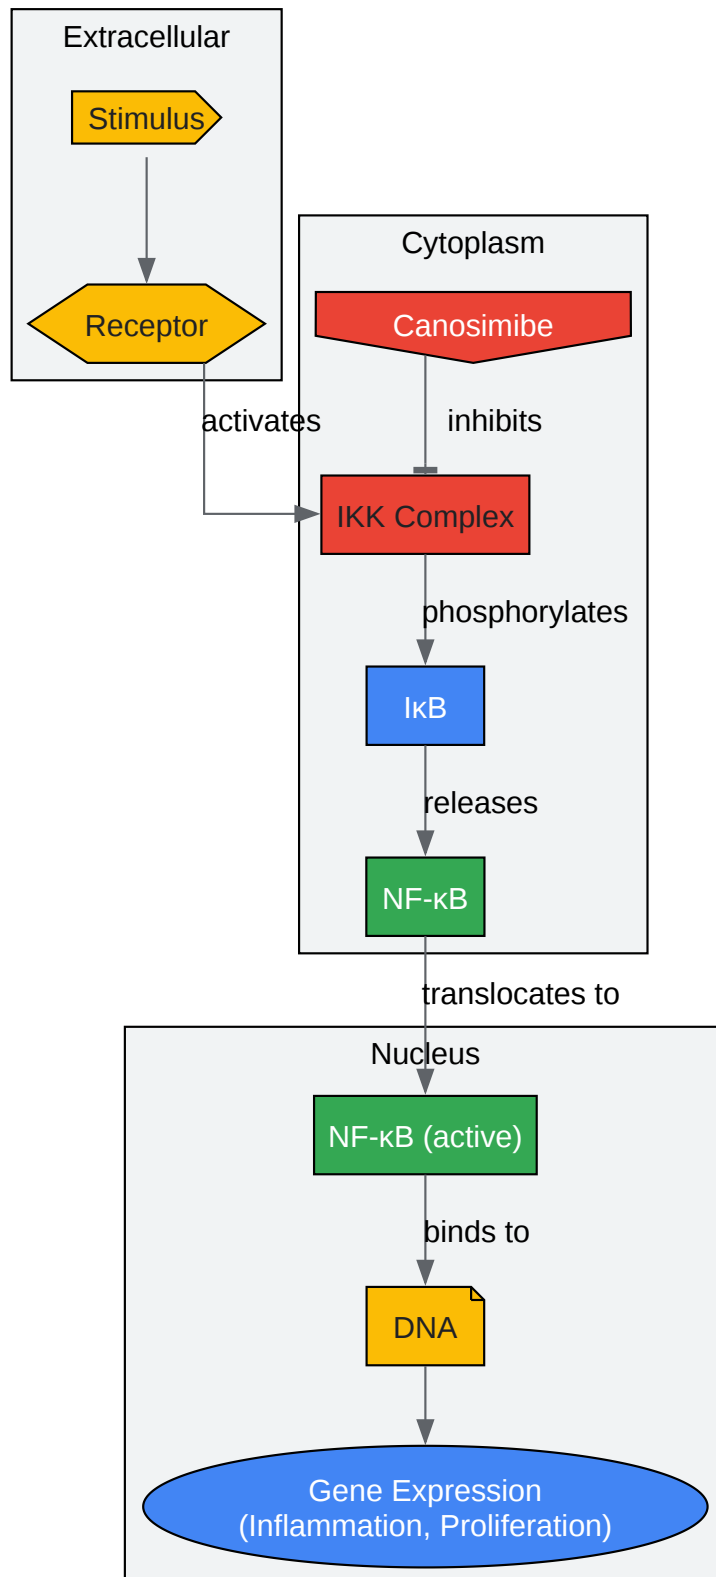 Extracellular
Stimulus
Receptor
activates
Cytoplasm
Canosimibe
inhibits
IKK Complex
phosphorylates
IκB
releases
NF-κB
translocates to
Nucleus
NF-κB (active)
binds to
DNA
Gene Expression
(Inflammation, Proliferation)